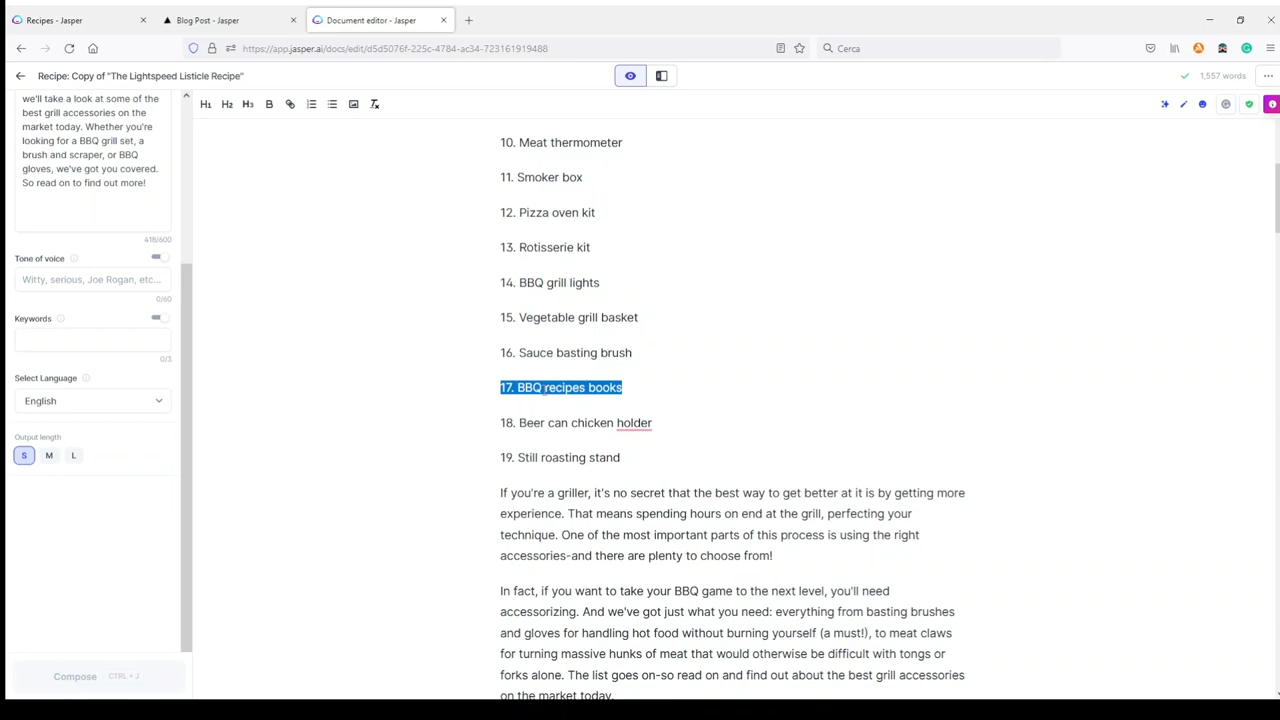 Recipes - Jasper
Blog Post - Jasper
Document editor - Jasper
https://app.jasper.ai/docs/edit/d5d5076f-225c-4784-ac34-723161919488
Cerca
Recipe: Copy of "The Lightspeed Listicle Recipe"
1,557 words
H1 H2 H3 B
we'll take a look at some of the
best grill accessories on the
market today. Whether you're
looking for a BBQ grill set, a
brush and scraper, or BBQ
gloves, we've got you covered.
So read on to find out more!
418/600
Tone of voice
Witty, serious, Joe Rogan, etc...
0/60
Keywords
0/3
Select Language
English
Output length
S M L
Compose CTRL + J
10. Meat thermometer
11. Smoker box
12. Pizza oven kit
13. Rotisserie kit
14. BBQ grill lights
15. Vegetable grill basket
16. Sauce basting brush
17. BBQ recipes books
18. Beer can chicken holder
19. Still roasting stand
If you're a griller, it's no secret that the best way to get better at it is by getting more
experience. That means spending hours on end at the grill, perfecting your
technique. One of the most important parts of this process is using the right
accessories-and there are plenty to choose from!
In fact, if you want to take your BBQ game to the next level, you'll need
accessorizing. And we've got just what you need: everything from basting brushes
and gloves for handling hot food without burning yourself (a must!), to meat claws
for turning massive hunks of meat that would otherwise be difficult with tongs or
forks alone. The list goes on-so read on and find out about the best grill accessories
on the market today.